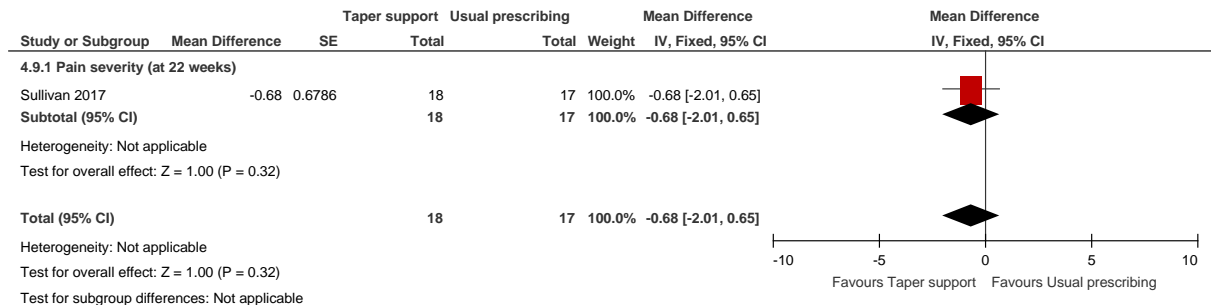 Taper support Usual prescribing Mean Difference Mean Difference
Study or Subgroup Mean Difference SE Total Total Weight IV, Fixed, 95% CI IV, Fixed, 95% CI
4.9.1 Pain severity (at 22 weeks)
Sullivan 2017 -0.68 0.6786 18 17 100.0% -0.68 [-2.01, 0.65]
Subtotal (95% CI) 18 17 100.0% -0.68 [-2.01, 0.65]
Heterogeneity: Not applicable
Test for overall effect: Z = 1.00 (P = 0.32)
Total (95% CI) 18 17 100.0% -0.68 [-2.01, 0.65]
Heterogeneity: Not applicable
Test for overall effect: Z = 1.00 (P = 0.32)
Test for subgroup differences: Not applicable
-10 -5 0 5 10
Favours Taper support Favours Usual prescribing